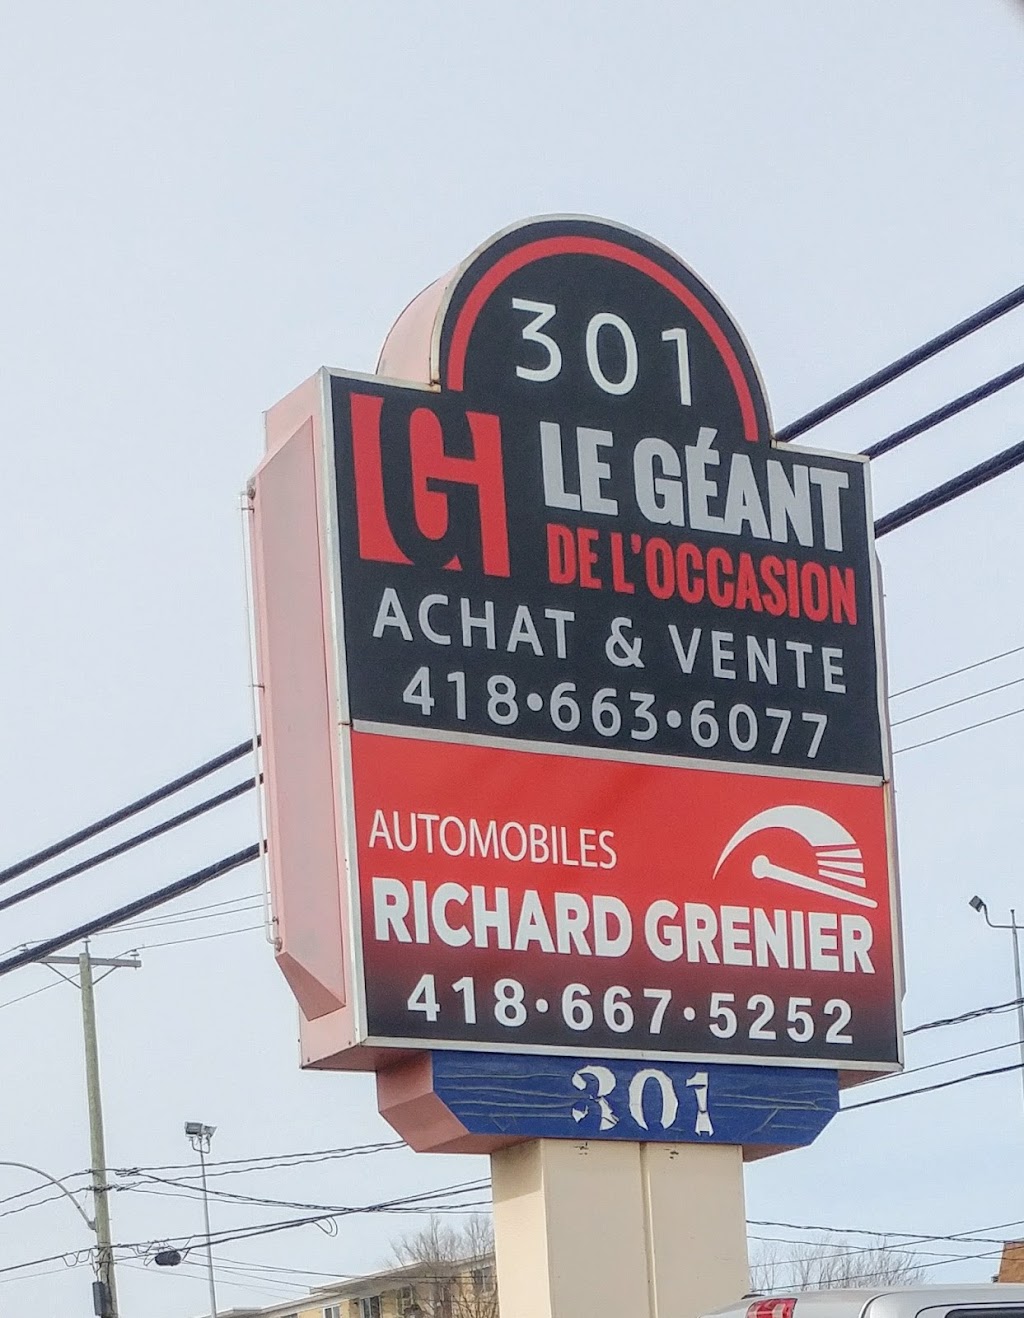 301
LG
LE GÉANT
DE L'OCCASION
ACHAT & VENTE
418•663•6077
AUTOMOBILES
RICHARD GRENIER
418•667•5252
301